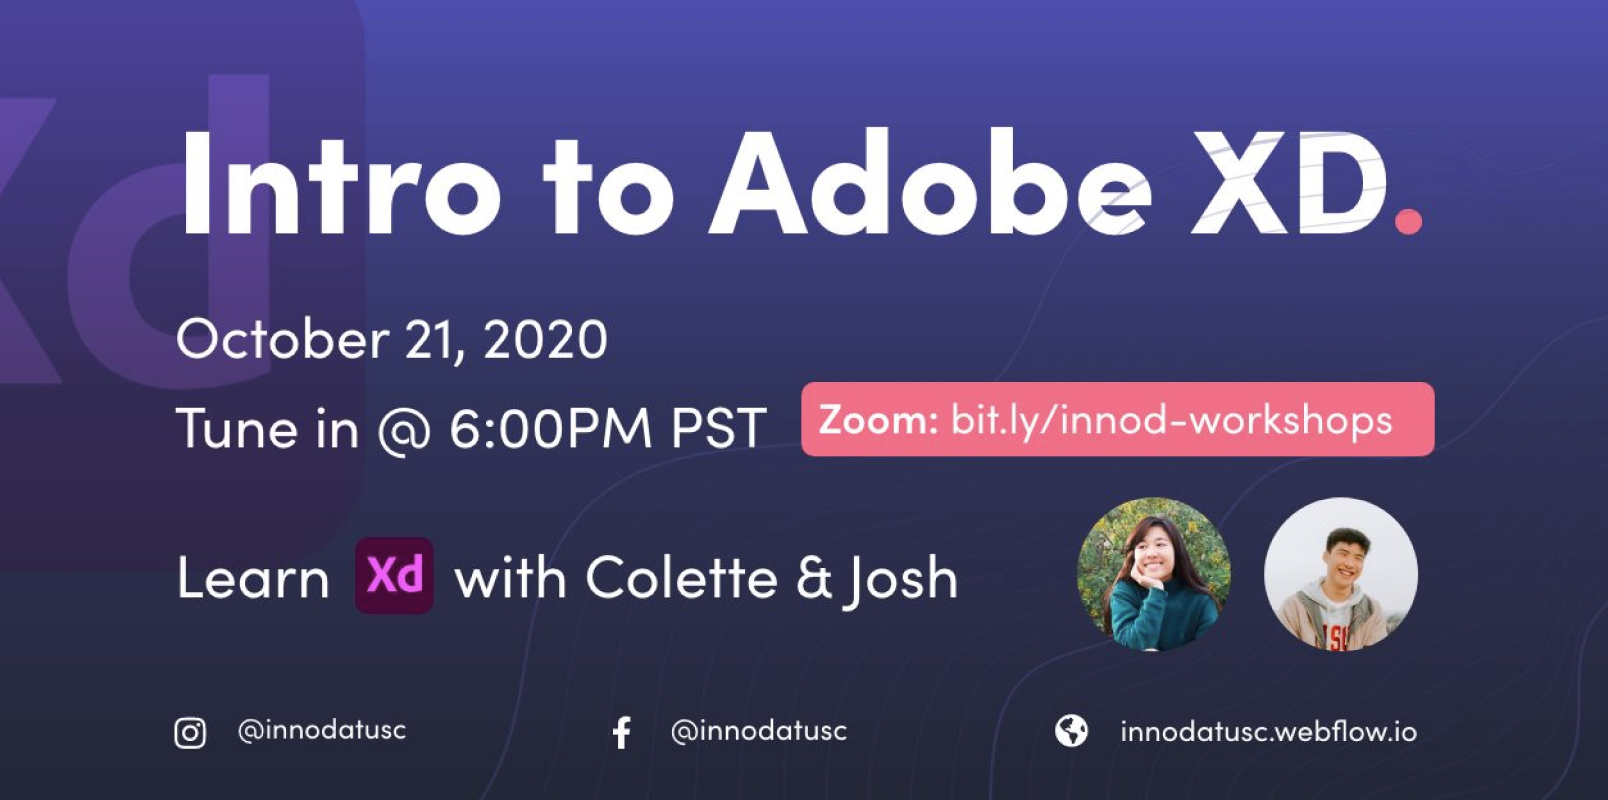 Xd
Intro to Adobe XD.
October 21, 2020
Tune in @ 6:00PM PST
Zoom: bit.ly/innod-workshops
Learn Xd with Colette & Josh
@innodatusc
@innodatusc
innodatusc.webflow.io